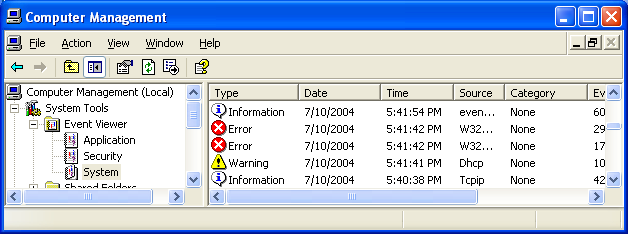 Computer Management
File Action View Window Help
Computer Management (Local)
System Tools
Event Viewer
Application
Security
System
Shared Folders
Type Date Time Source Category Ev
Information 7/10/2004 5:41:54 PM even... None 60
Error 7/10/2004 5:41:42 PM W32... None 29
Error 7/10/2004 5:41:42 PM W32... None 17
Warning 7/10/2004 5:41:41 PM Dhcp None 10
Information 7/10/2004 5:40:38 PM Tcpip None 42